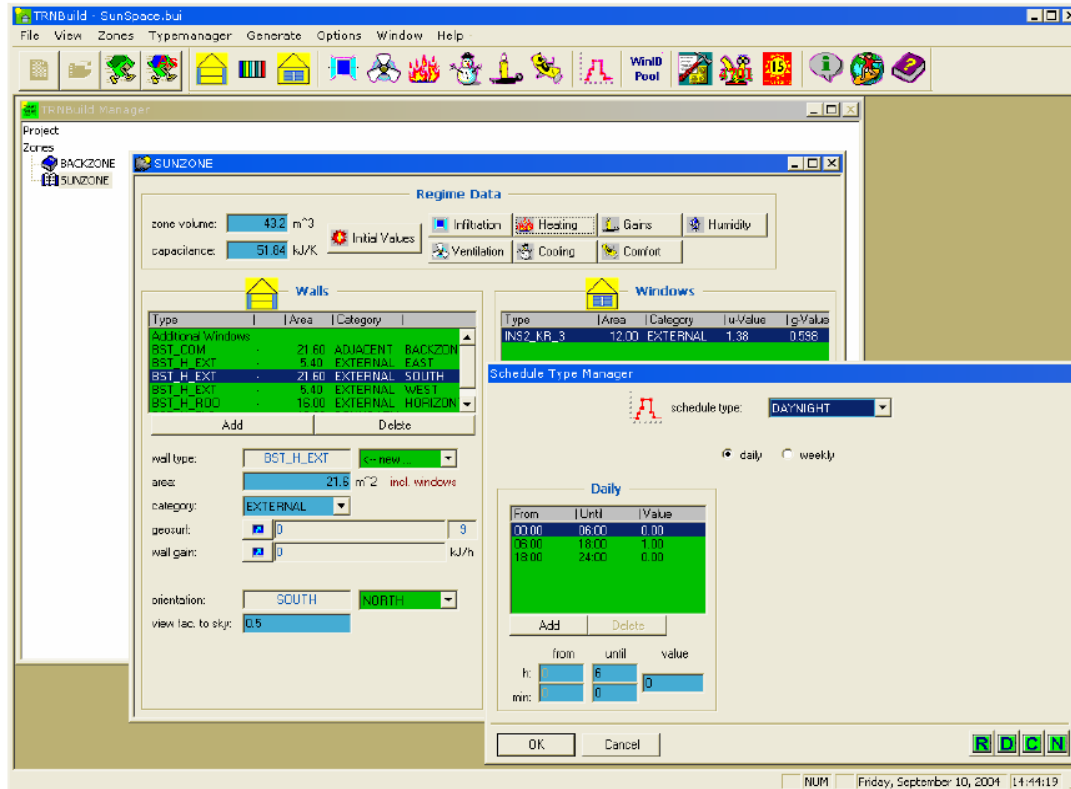 TRNBuild - SunSpace.bui
File View Zones Typemanager Generate Options Window Help
WinID
Pool
15
TRNBuild Manager
Project
Zones
BACKZONE
SUNZONE
SUNZONE
Regime Data
zone volume: 43.2 m^3
capacitance: 51.84 kJ/K
Initial Values
Infiltration Heating Gains Humidity
Ventilation Cooling Comfort
Walls
Type | | Area | Category |
Additional Windows
BST_COM - 21.60 ADJACENT BACKZON
BST_H_EXT - 5.40 EXTERNAL EAST
BST_H_EXT - 21.60 EXTERNAL SOUTH
BST_H_EXT - 5.40 EXTERNAL WEST
BST_H_ROO - 16.00 EXTERNAL HORIZON
Add Delete
wall type: BST_H_EXT <-- new ...
area: 21.6 m^2 incl. windows
category: EXTERNAL
geosurf: 0 9
wall gain: 0 kJ/h
orientation: SOUTH NORTH
view fac. to sky: 0.5
Windows
Type | Area | Category | u-Value | g-Value
INS2_KR_3 12.00 EXTERNAL 1.38 0.598
Schedule Type Manager
schedule type: DAYNIGHT
daily weekly
Daily
From | Until | Value
00:00 06:00 0.00
06:00 18:00 1.00
18:00 24:00 0.00
Add Delete
from until value
h: 0 6 0
min: 0 0
OK Cancel
R D C N
NUM Friday, September 10, 2004 14:44:19